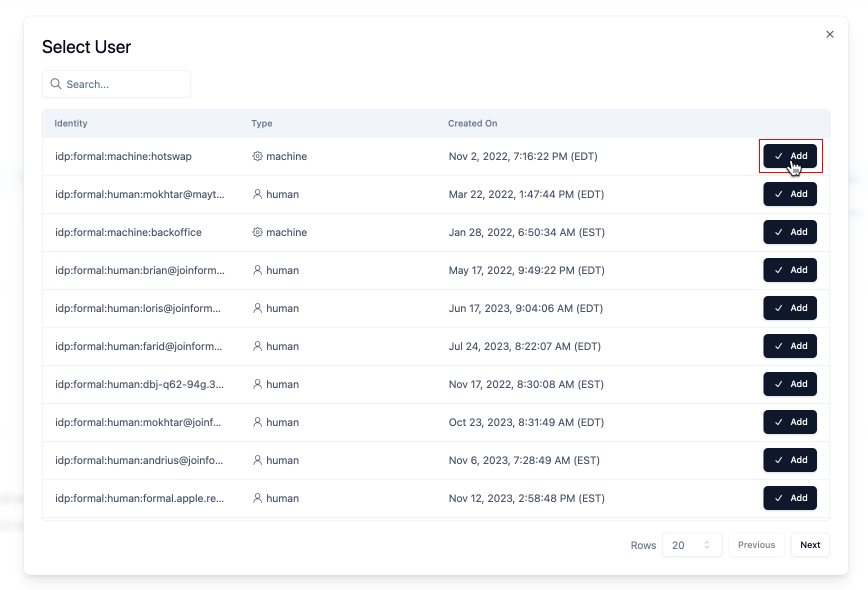 Select User
Search...
Identity Type Created On
idp:formal:machine:hotswap machine Nov 2, 2022, 7:16:22 PM (EDT) Add
idp:formal:human:mokhtar@mayt... human Mar 22, 2022, 1:47:44 PM (EDT) Add
idp:formal:machine:backoffice machine Jan 28, 2022, 6:50:34 AM (EST) Add
idp:formal:human:brian@joinform... human May 17, 2022, 9:49:22 PM (EDT) Add
idp:formal:human:loris@joinform... human Jun 17, 2023, 9:04:06 AM (EDT) Add
idp:formal:human:farid@joinform... human Jul 24, 2023, 8:22:07 AM (EDT) Add
idp:formal:human:dbj-q62-94g.3... human Nov 17, 2022, 8:30:08 AM (EST) Add
idp:formal:human:mokhtar@joinf... human Oct 23, 2023, 8:31:49 AM (EDT) Add
idp:formal:human:andrius@joinfo... human Nov 6, 2023, 7:28:49 AM (EST) Add
idp:formal:human:formal.apple.re... human Nov 12, 2023, 2:58:48 PM (EST) Add
Rows 20 Previous Next